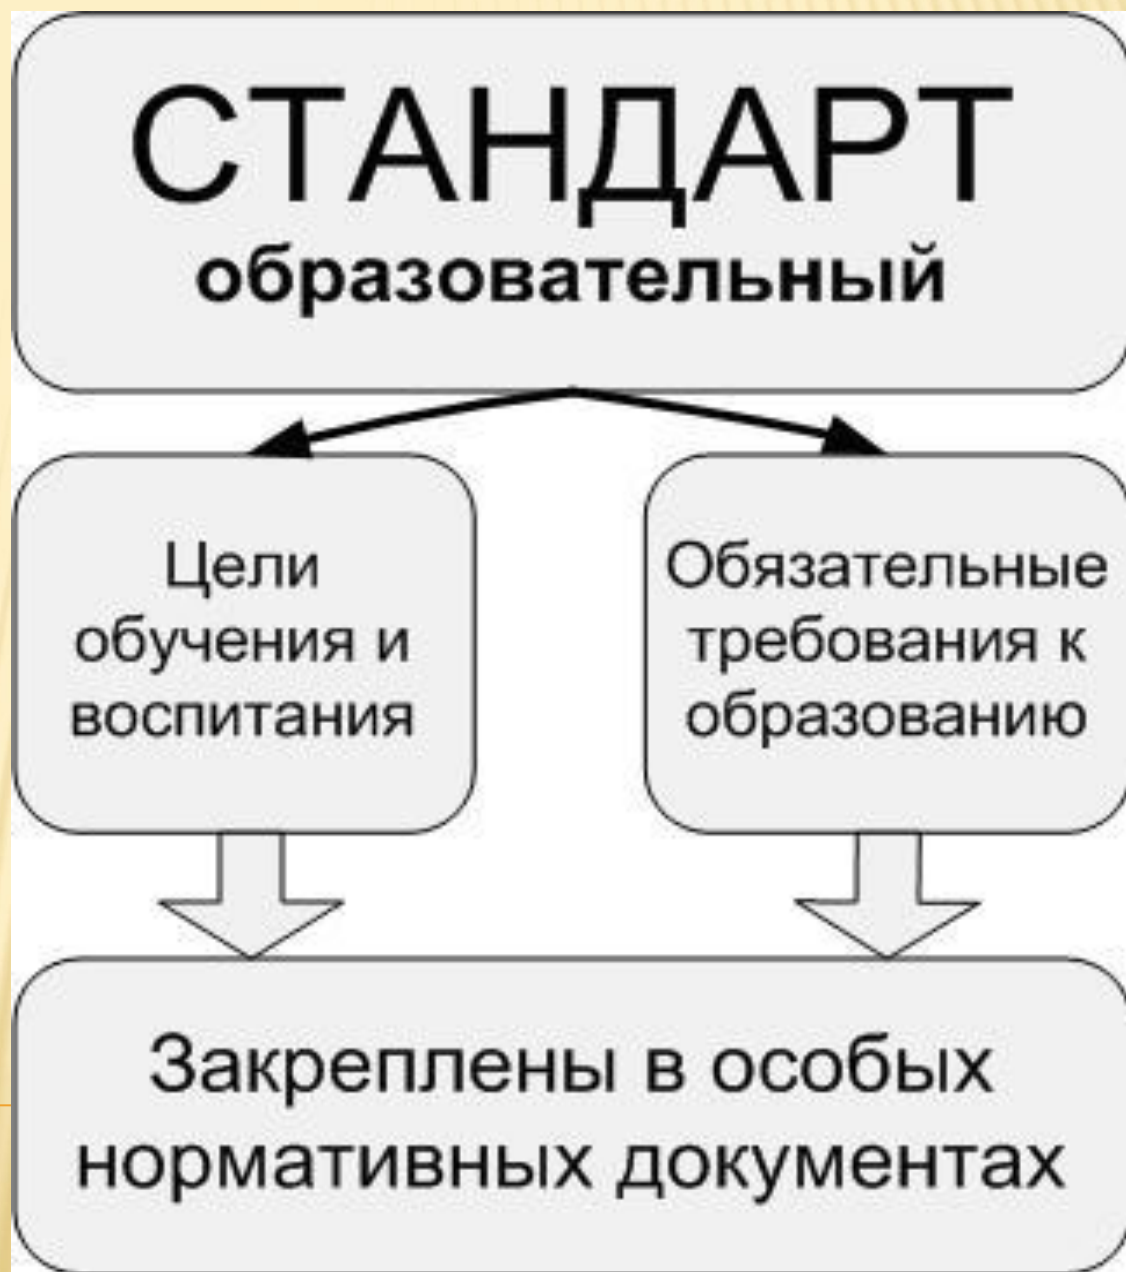 СТАНДАРТ
образовательный
Цели
обучения и
воспитания
Обязательные
требования к
образованию
Закреплены в особых
нормативных документах